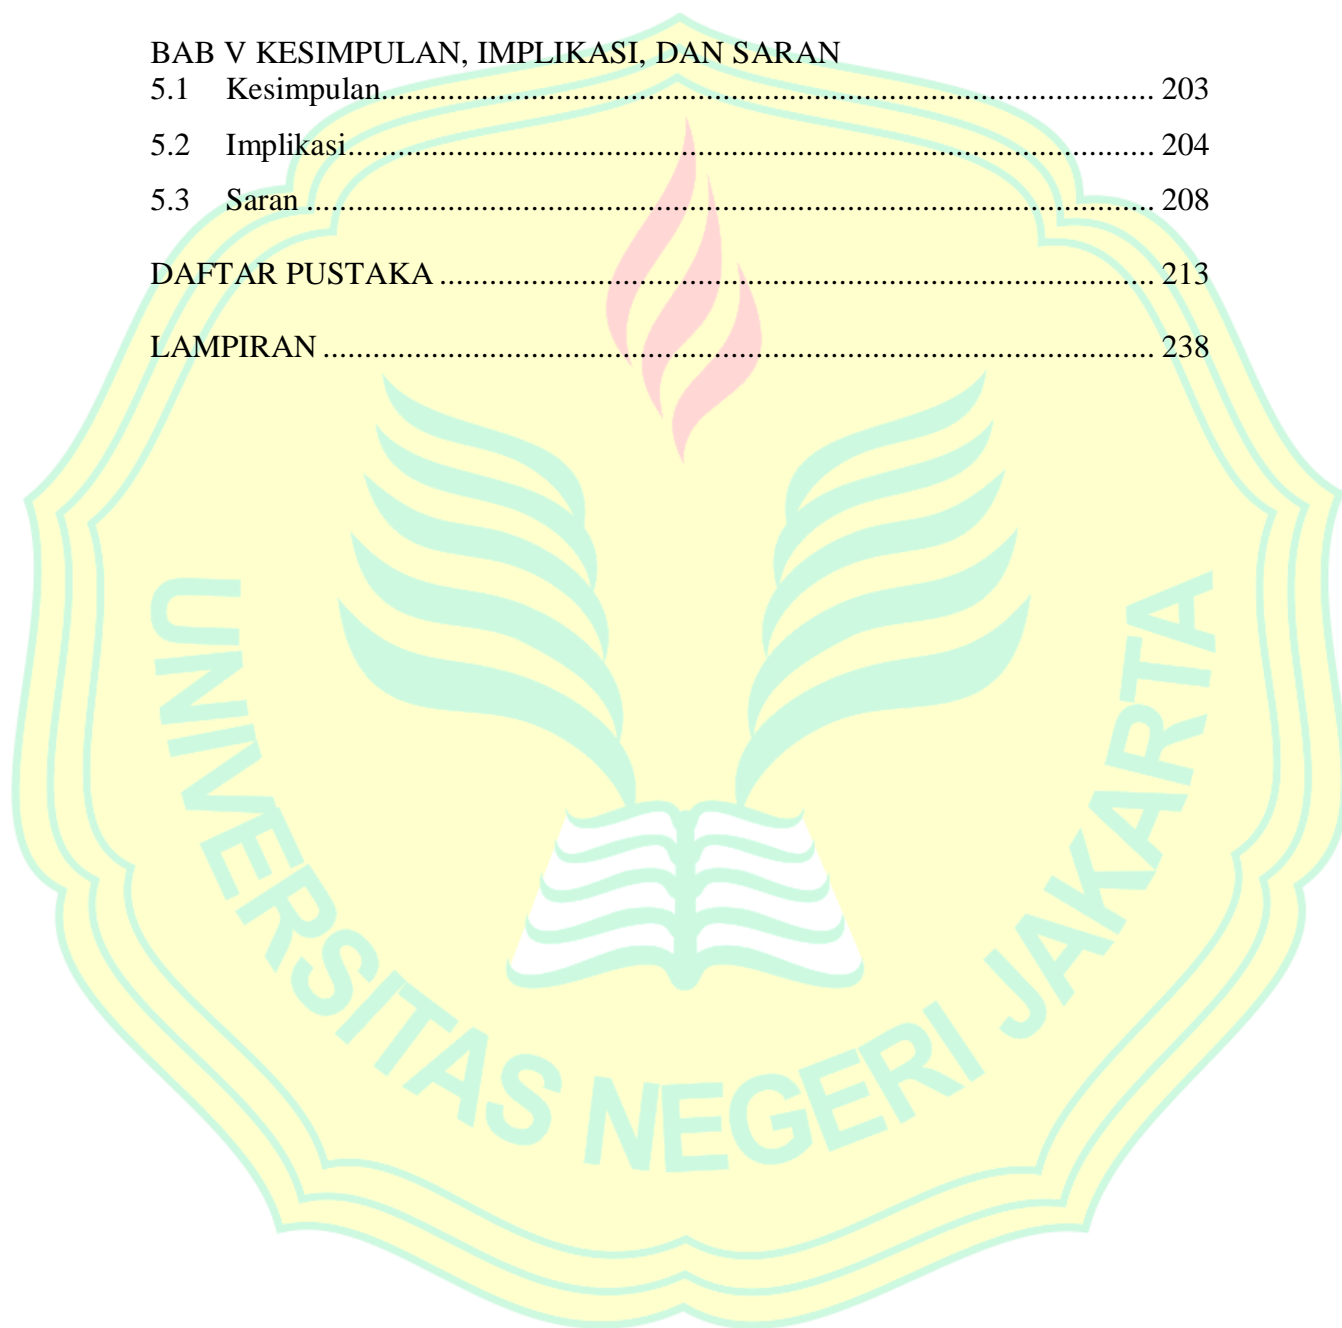 BAB V KESIMPULAN, IMPLIKASI, DAN SARAN
5.1 Kesimpulan.............................................................................. 203
5.2 Implikasi................................................................................. 204
5.3 Saran ..................................................................................... 208
DAFTAR PUSTAKA ........................................................................ 213
LAMPIRAN .................................................................................... 238
UNIVERSITAS NEGERI JAKARTA